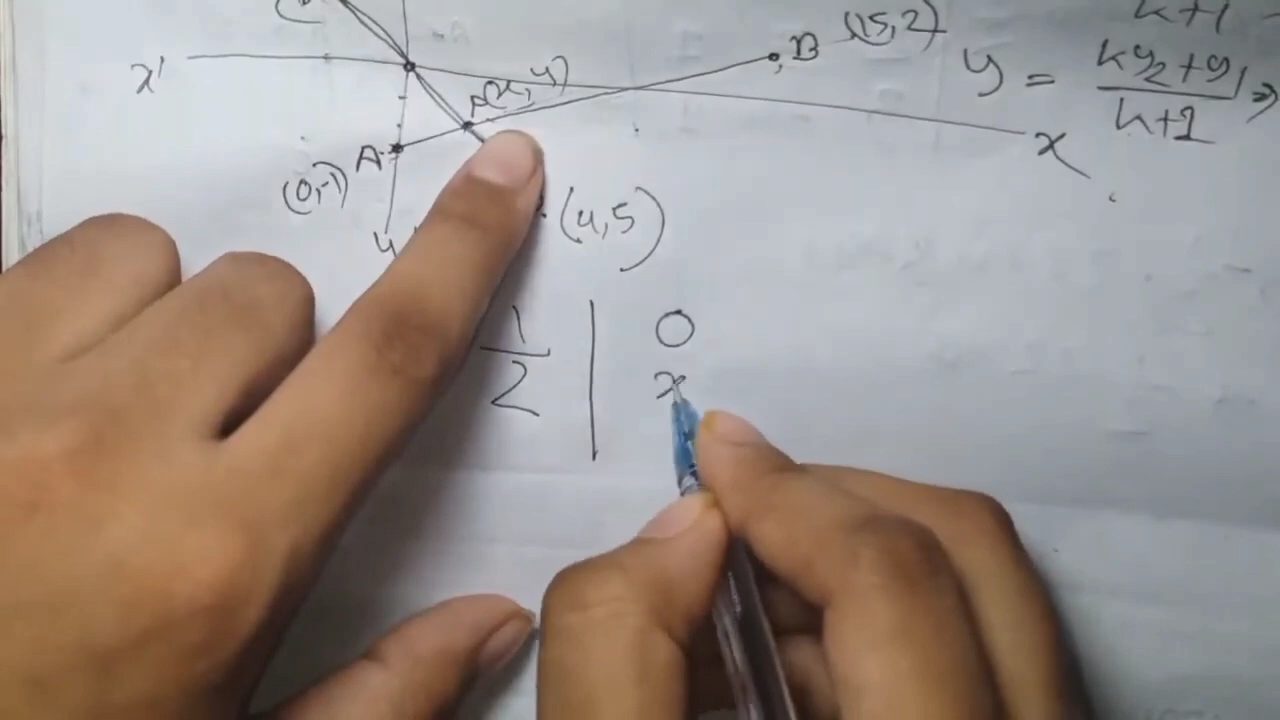 k+1
(15,2)
B
x'
P(x,y)
y = ky2+y1/k+1 ⇒
A
x
(0,-1)
(4,5)
y
1/2 | 0
x